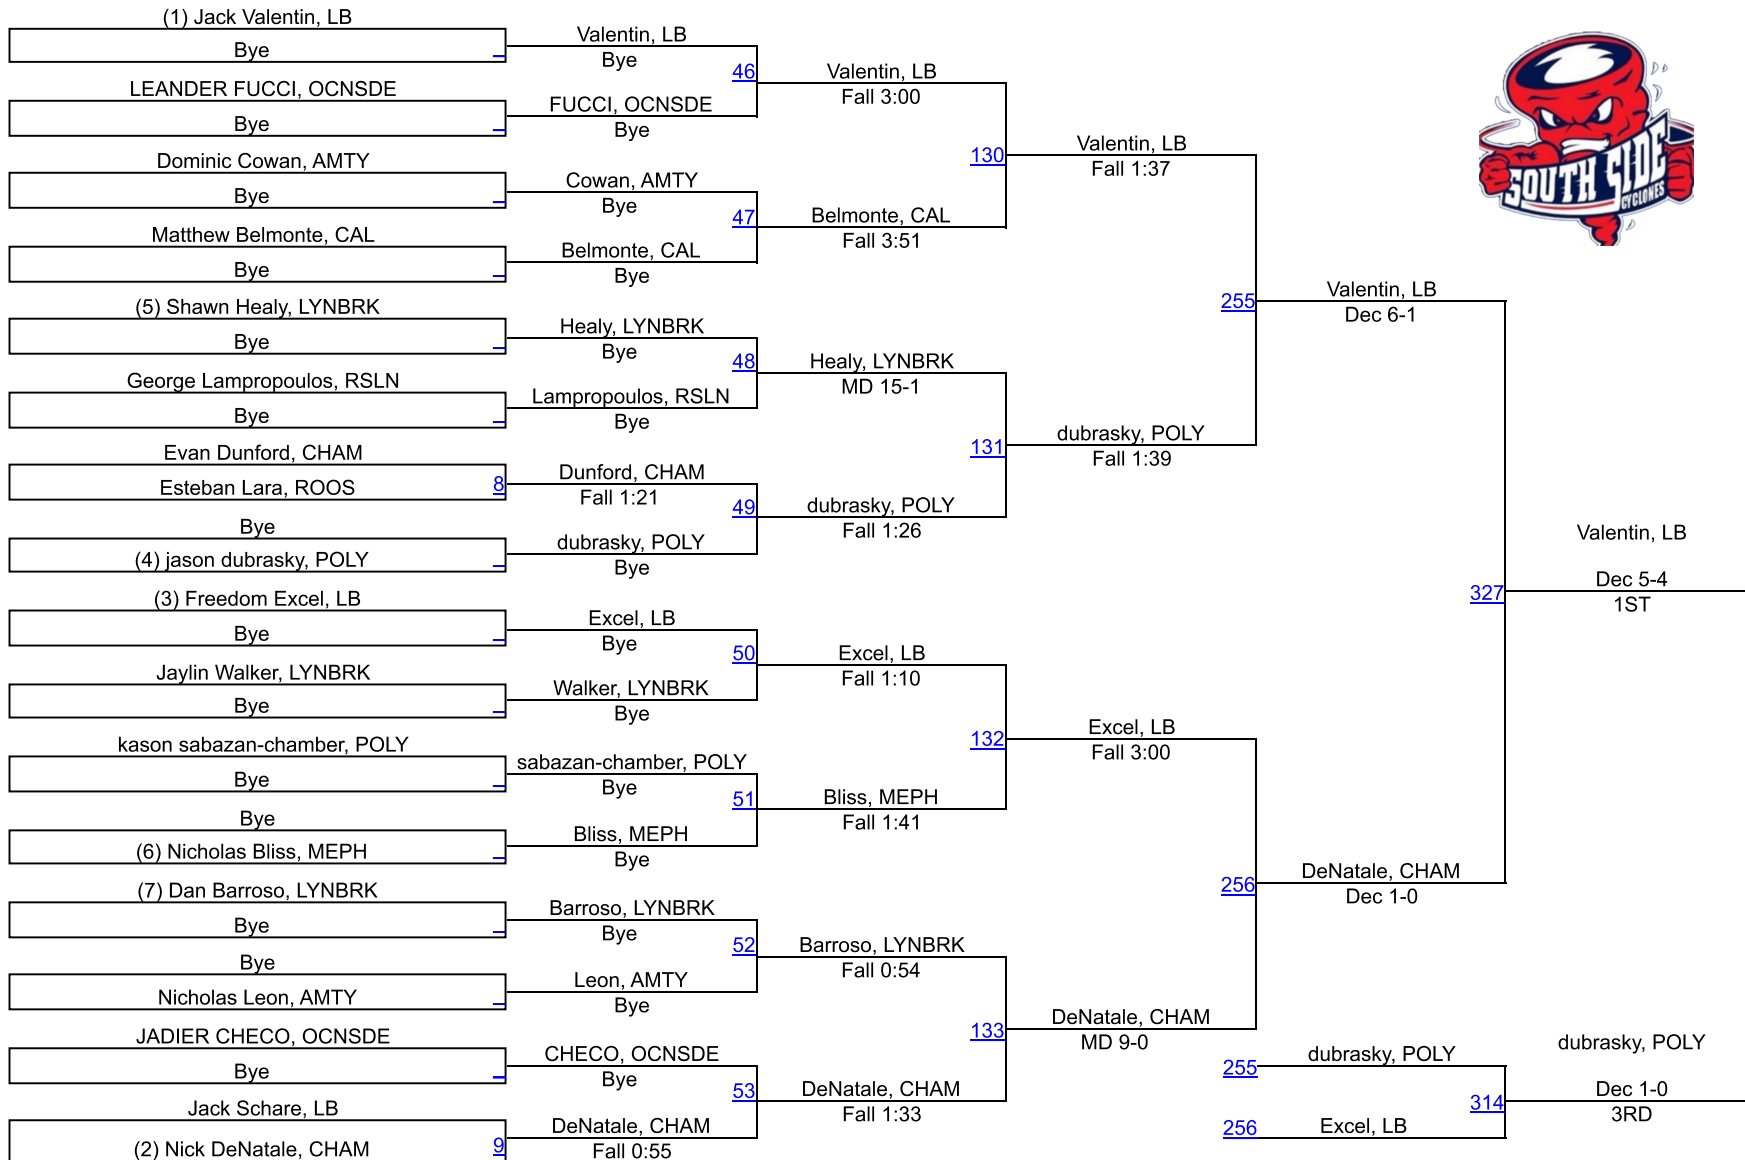 (1) Jack Valentin, LB
Bye
LEANDER FUCCI, OCNSDE
Bye
Dominic Cowan, AMTY
Bye
Matthew Belmonte, CAL
Bye
(5) Shawn Healy, LYNBRK
Bye
George Lampropoulos, RSLN
Bye
Evan Dunford, CHAM
Esteban Lara, ROOS
8
Bye
(4) jason dubrasky, POLY
(3) Freedom Excel, LB
Bye
Jaylin Walker, LYNBRK
Bye
kason sabazan-chamber, POLY
Bye
Bye
(6) Nicholas Bliss, MEPH
(7) Dan Barroso, LYNBRK
Bye
Bye
Nicholas Leon, AMTY
JADIER CHECO, OCNSDE
Bye
Jack Schare, LB
(2) Nick DeNatale, CHAM
9
Valentin, LB
Bye
46
FUCCI, OCNSDE
Bye
Cowan, AMTY
Bye
47
Belmonte, CAL
Bye
Healy, LYNBRK
Bye
48
Lampropoulos, RSLN
Bye
Dunford, CHAM
Fall 1:21
49
dubrasky, POLY
Bye
Excel, LB
Bye
50
Walker, LYNBRK
Bye
sabazan-chamber, POLY
Bye
51
Bliss, MEPH
Bye
Barroso, LYNBRK
Bye
52
Leon, AMTY
Bye
CHECO, OCNSDE
Bye
53
DeNatale, CHAM
Fall 0:55
Valentin, LB
Fall 3:00
130
Belmonte, CAL
Fall 3:51
Healy, LYNBRK
MD 15-1
131
dubrasky, POLY
Fall 1:26
Excel, LB
Fall 1:10
132
Bliss, MEPH
Fall 1:41
Barroso, LYNBRK
Fall 0:54
133
DeNatale, CHAM
Fall 1:33
Valentin, LB
Fall 1:37
255
dubrasky, POLY
Fall 1:39
Excel, LB
Fall 3:00
256
DeNatale, CHAM
MD 9-0
Valentin, LB
Dec 6-1
327
DeNatale, CHAM
Dec 1-0
Valentin, LB
Dec 5-4
1ST
255
dubrasky, POLY
314
256
Excel, LB
dubrasky, POLY
Dec 1-0
3RD
SOUTH SIDE
CYCLONES